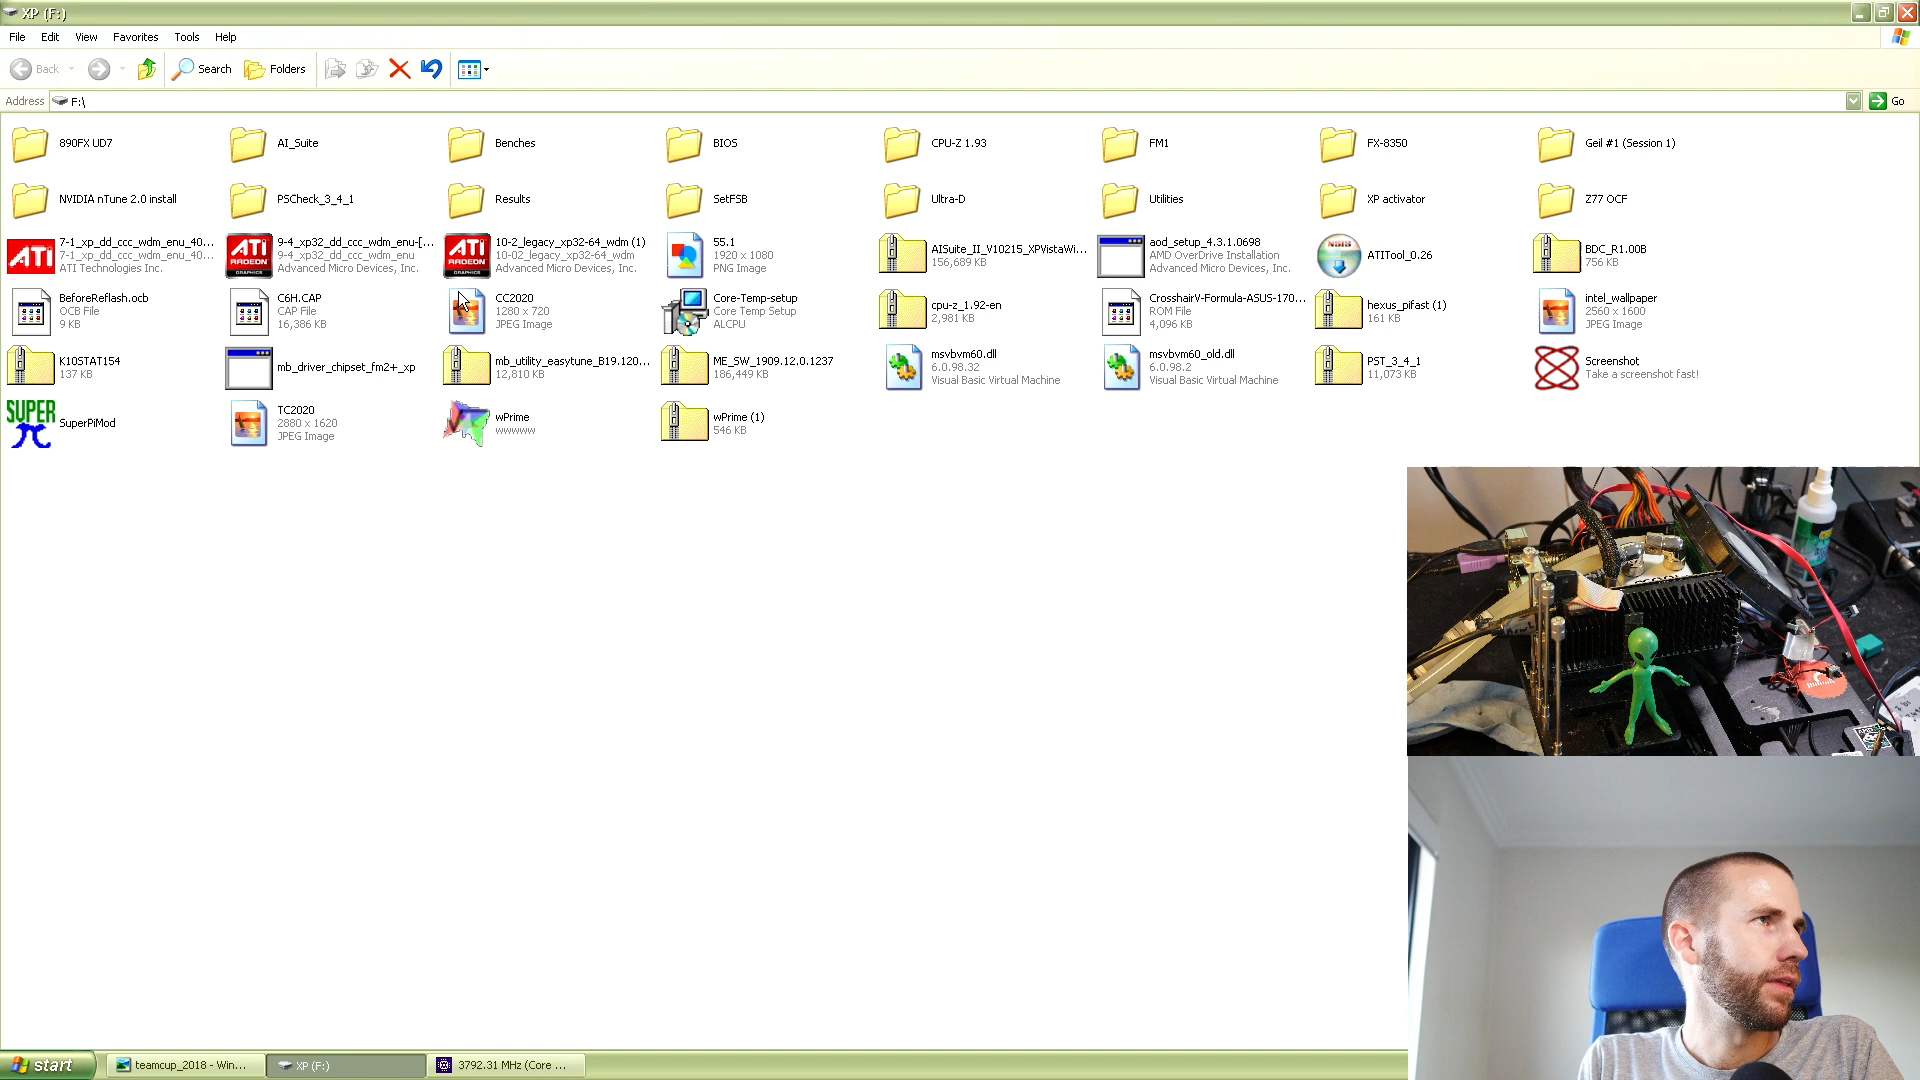 XP (F:)
File Edit View Favorites Tools Help
Back Search Folders
Address F:\ Go
890FX UD7 AI_Suite Benches BIOS CPU-Z 1.93 FM1 FX-8350 Geil #1 (Session 1)
NVIDIA nTune 2.0 install PSCheck_3_4_1 Results SetFSB Ultra-D Utilities XP activator Z77 OCF
ATI
7-1_xp_dd_ccc_wdm_enu_40...
7-1_xp_dd_ccc_wdm_enu_40...
ATI Technologies Inc.
ATI
RADEON
GRAPHICS
9-4_xp32_dd_ccc_wdm_enu-[...
9-4_xp32_dd_ccc_wdm_enu
Advanced Micro Devices, Inc.
ATI
RADEON
GRAPHICS
10-2_legacy_xp32-64_wdm (1)
10-02_legacy_xp32-64_wdm
Advanced Micro Devices, Inc.
55.1
1920 x 1080
PNG Image
AISuite_II_V10215_XPVistaWi...
156,689 KB
aod_setup_4.3.1.0698
AMD OverDrive Installation
Advanced Micro Devices, Inc.
NSIS
ATITool_0.26
BDC_R1.00B
756 KB
BeforeReflash.ocb
OCB File
9 KB
C6H.CAP
CAP File
16,386 KB
CC2020
1280 x 720
JPEG Image
Core-Temp-setup
Core Temp Setup
ALCPU
cpu-z_1.92-en
2,981 KB
CrosshairV-Formula-ASUS-170...
ROM File
4,096 KB
hexus_pifast (1)
161 KB
intel_wallpaper
2560 x 1600
JPEG Image
K10STAT154
137 KB
mb_driver_chipset_fm2+_xp
mb_utility_easytune_B19.120...
12,810 KB
ME_SW_1909.12.0.1237
186,449 KB
msvbvm60.dll
6.0.98.32
Visual Basic Virtual Machine
msvbvm60_old.dll
6.0.98.2
Visual Basic Virtual Machine
PST_3_4_1
11,073 KB
Screenshot
Take a screenshot fast!
SUPER
π
SuperPiMod
TC2020
2880 x 1620
JPEG Image
wPrime
wwwww
wPrime (1)
546 KB
start teamcup_2018 - Win... XP (F:) 3792.31 MHz (Core ...